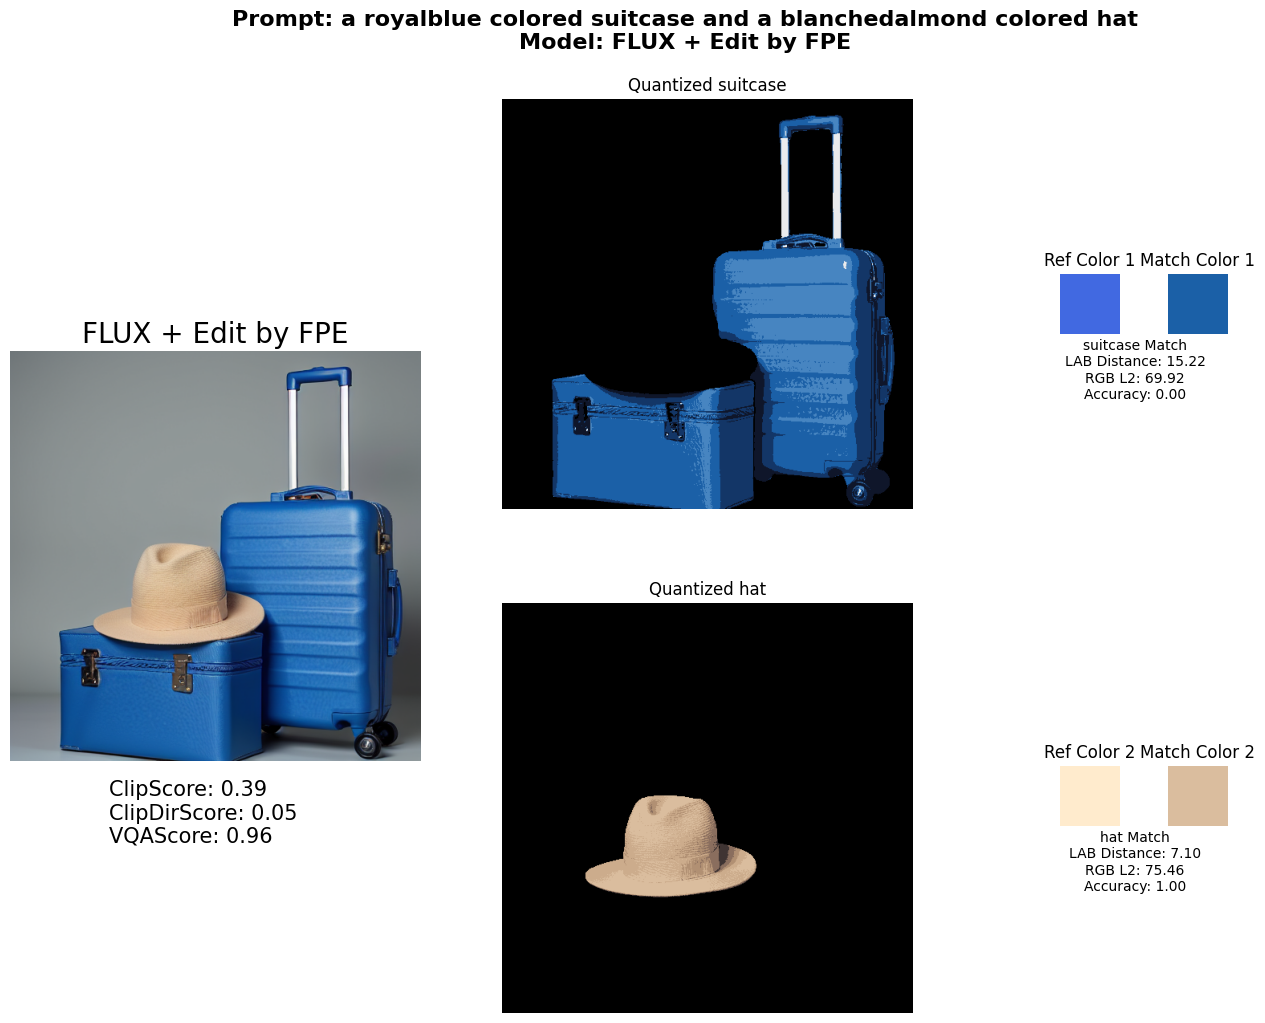 Prompt: a royalblue colored suitcase and a blanchedalmond colored hat
Model: FLUX + Edit by FPE
FLUX + Edit by FPE
ClipScore: 0.39
ClipDirScore: 0.05
VQAScore: 0.96
Quantized suitcase
Ref Color 1 Match Color 1
suitcase Match
LAB Distance: 15.22
RGB L2: 69.92
Accuracy: 0.00
Quantized hat
Ref Color 2 Match Color 2
hat Match
LAB Distance: 7.10
RGB L2: 75.46
Accuracy: 1.00